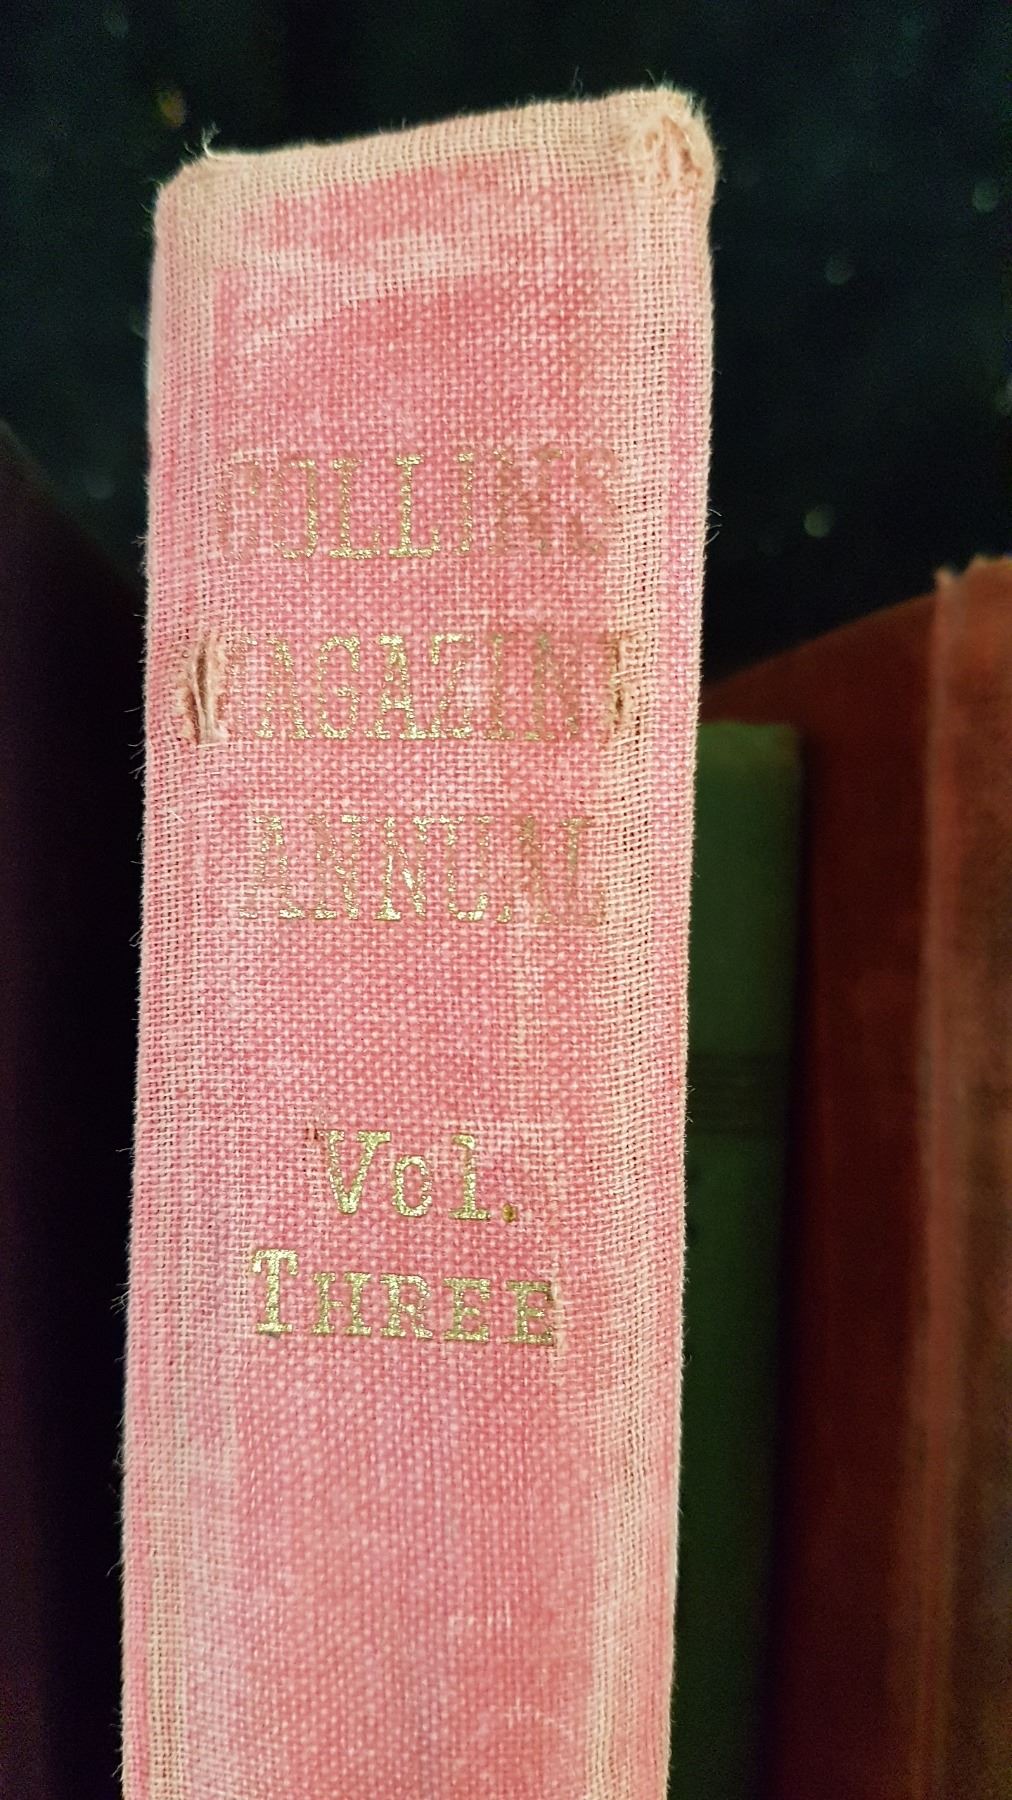 COLLINS
MAGAZINE
ANNUAL
Vol.
THREE